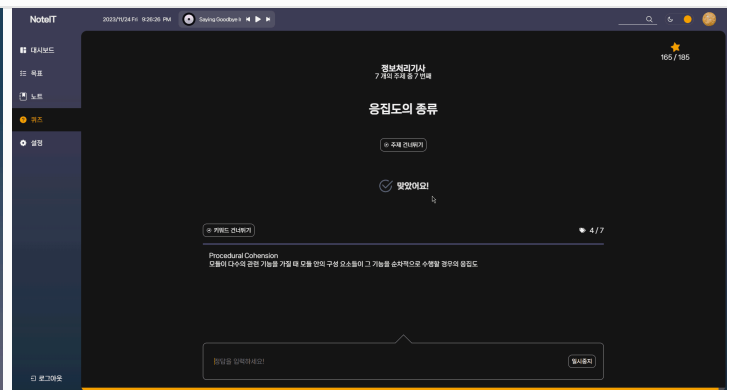 NoteIT
2023/11/24 Fri 9:26:26 PM
Saying Goodbye Is
대시보드
목표
노트
퀴즈
설정
로그아웃
165 / 185
정보처리기사
7 개의 주제 중 7 번째
응집도의 종류
주제 건너뛰기
맞았어요!
키워드 건너뛰기
4 / 7
Procedural Cohension
모듈이 다수의 관련 기능을 가질 때 모듈 안의 구성 요소들이 그 기능을 순차적으로 수행할 경우의 응집도
정답을 입력하세요!
일시중지